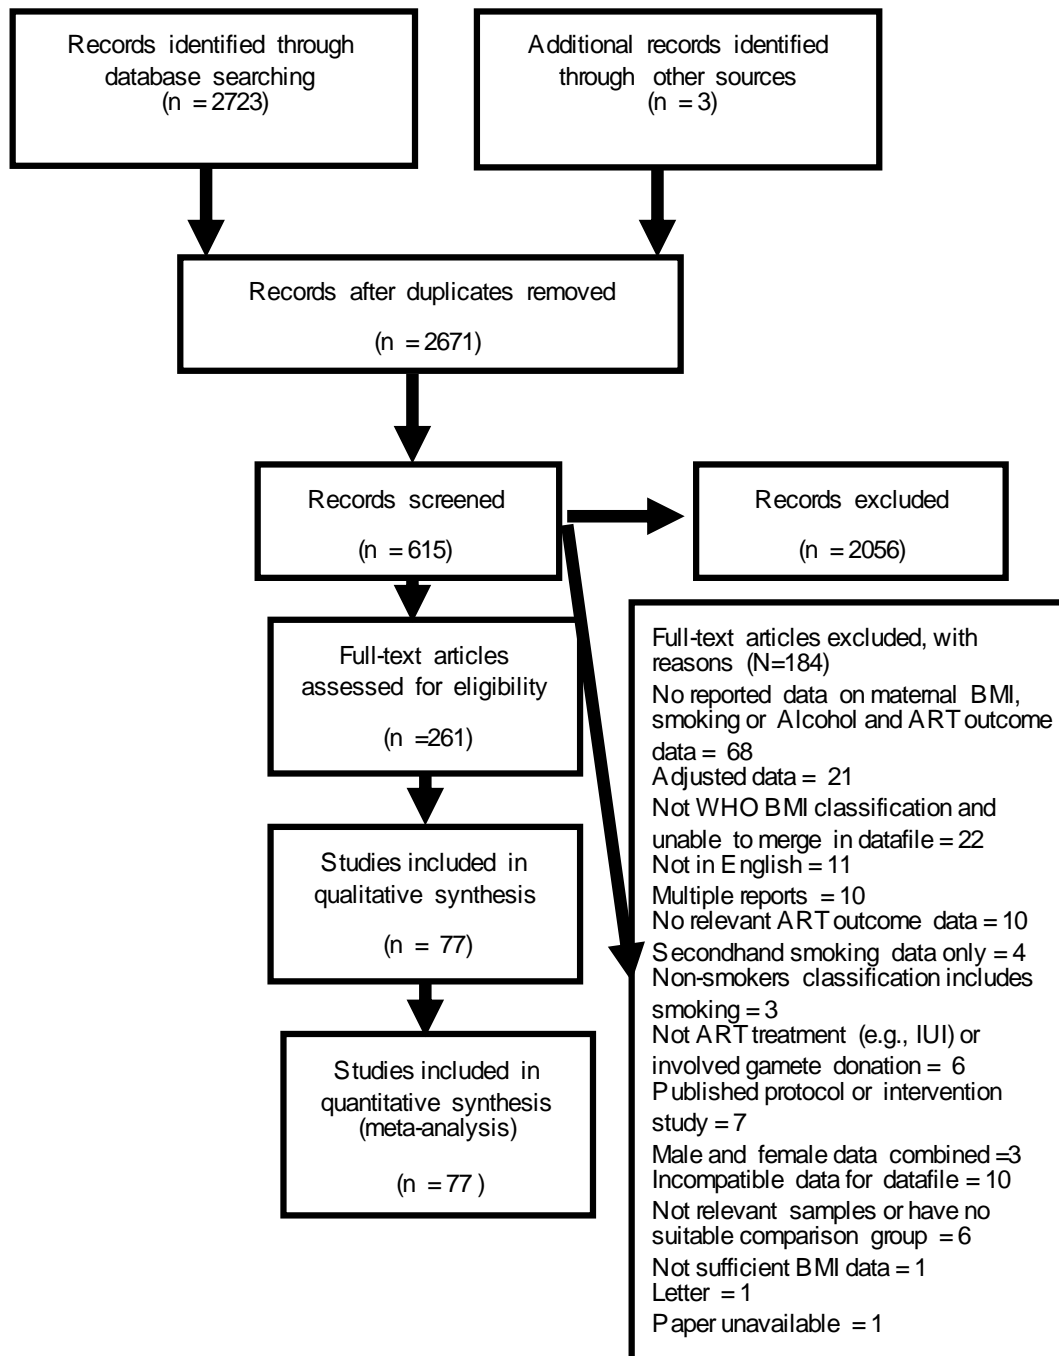 Records identified through
database searching
(n = 2723)
Additional records identified
through other sources
(n = 3)
Records after duplicates removed
(n = 2671)
Records screened
(n = 615)
Records excluded
(n = 2056)
Full-text articles
assessed for eligibility
(n =261)
Full-text articles excluded, with
reasons (N=184)
No reported data on maternal BMI,
smoking or Alcohol and ART outcome
data = 68
Adjusted data = 21
Not WHO BMI classification and
unable to merge in datafile = 22
Not in English = 11
Multiple reports = 10
No relevant ART outcome data = 10
Secondhand smoking data only = 4
Non-smokers classification includes
smoking = 3
Not ART treatment (e.g., IUI) or
involved gamete donation = 6
Published protocol or intervention
study = 7
Male and female data combined =3
Incompatible data for datafile = 10
Not relevant samples or have no
suitable comparison group = 6
Not sufficient BMI data = 1
Letter = 1
Paper unavailable = 1
Studies included in
qualitative synthesis
(n = 77)
Studies included in
quantitative synthesis
(meta-analysis)
(n = 77 )